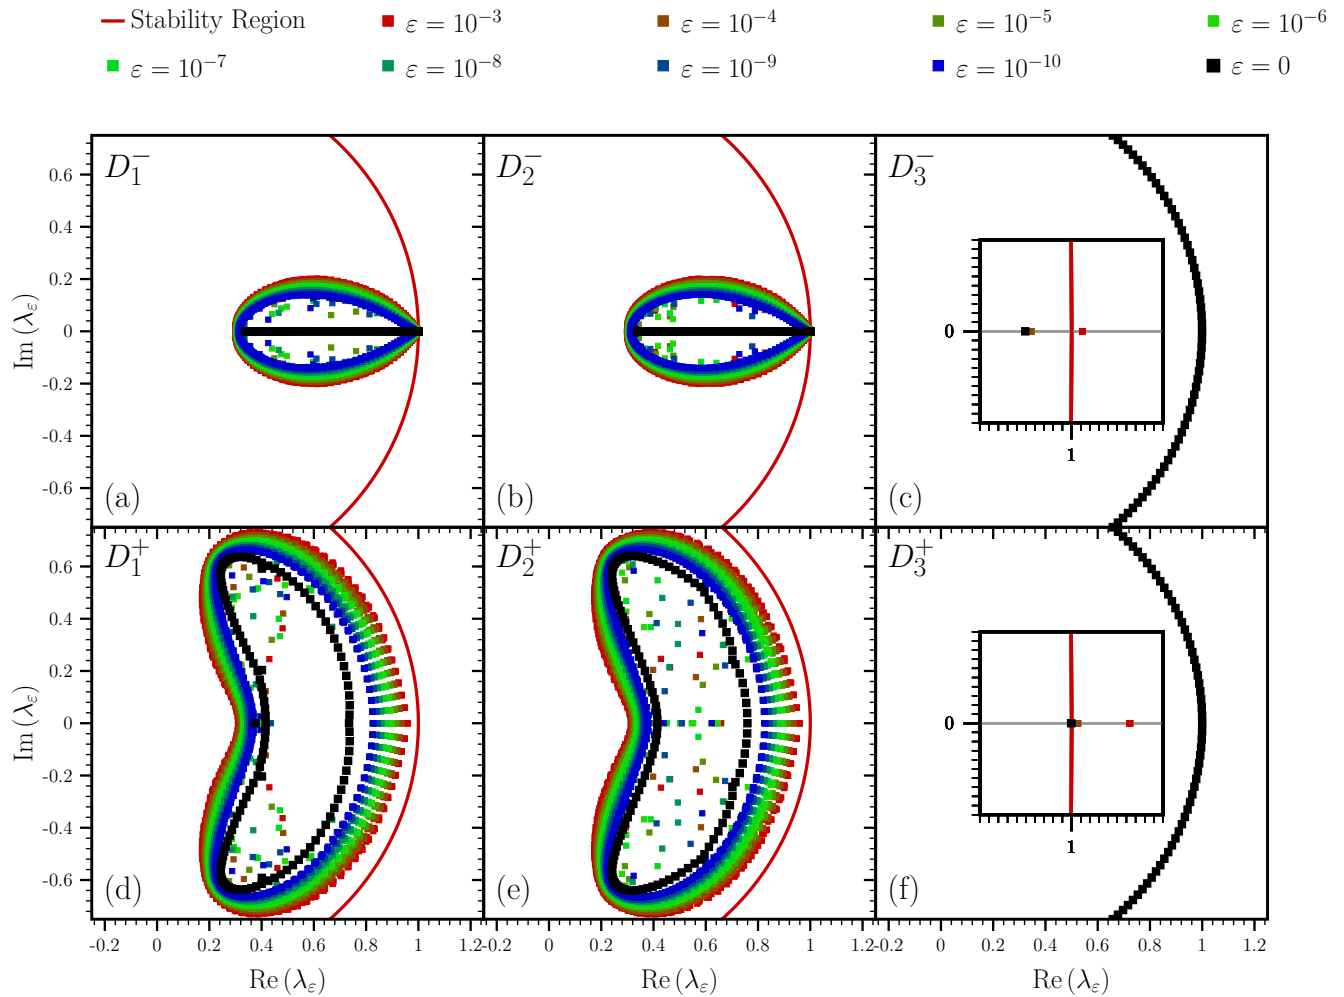 Stability Region ε = 10⁻³ ε = 10⁻⁴ ε = 10⁻⁵ ε = 10⁻⁶
ε = 10⁻⁷ ε = 10⁻⁸ ε = 10⁻⁹ ε = 10⁻¹⁰ ε = 0
D₁⁻ D₂⁻ D₃⁻
0.6
0.4
0.2
0
-0.2
-0.4
-0.6
Im (λ_ε)
0
1
(a) (b) (c)
D₁⁺ D₂⁺ D₃⁺
0.6
0.4
0.2
0
-0.2
-0.4
-0.6
Im (λ_ε)
0
1
(d) (e) (f)
-0.2 0 0.2 0.4 0.6 0.8 1 1.2 -0.2 0 0.2 0.4 0.6 0.8 1 1.2 -0.2 0 0.2 0.4 0.6 0.8 1 1.2
Re (λ_ε) Re (λ_ε) Re (λ_ε)